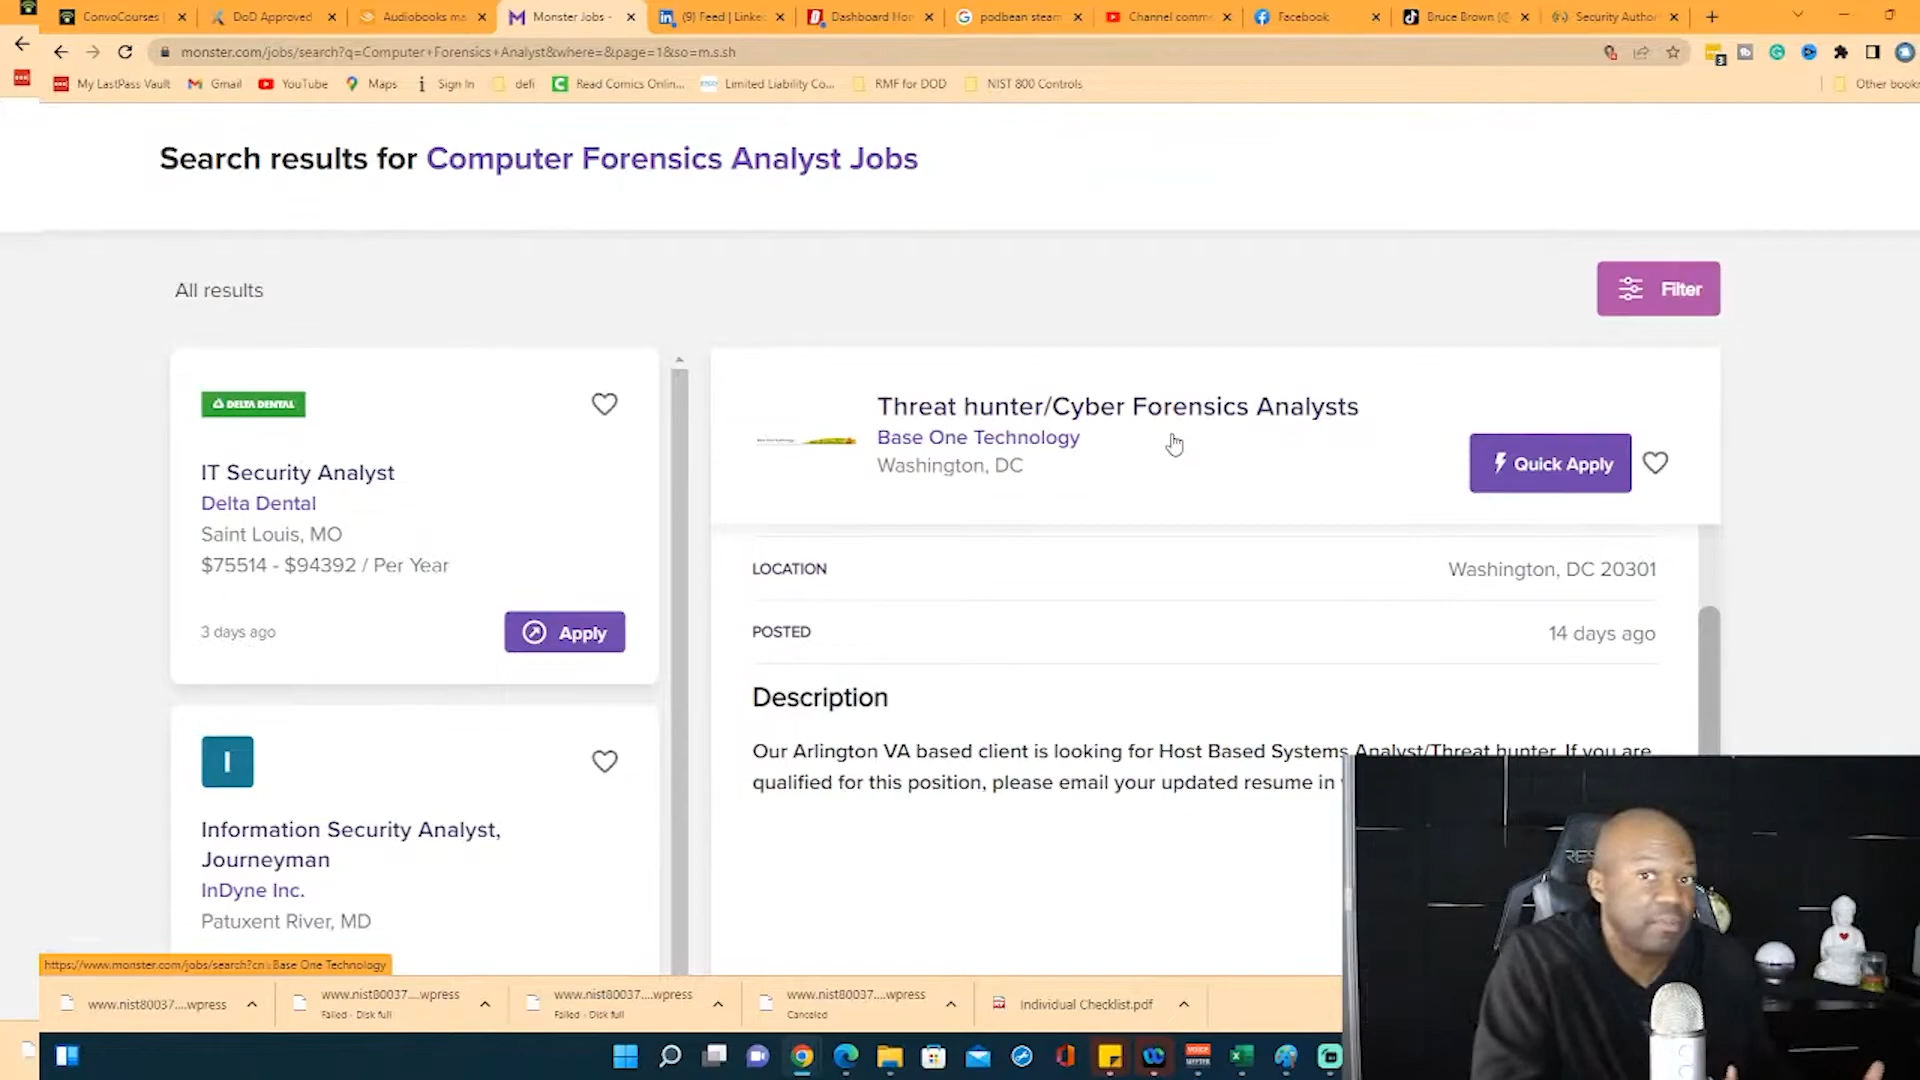 ConvoCourses
DoD Approved
Audiobooks ma
Monster Jobs -
(9) Feed | Linke
Dashboard Hor
podbean steam
Channel comm
Facebook
Bruce Brown (@
Security Autho
monster.com/jobs/search?q=Computer+Forensics+Analyst&where=&page=1&so=m.s.sh
My LastPass Vault
Gmail
YouTube
Maps
Sign In
defi
Read Comics Onlin...
Limited Liability Co...
RMF for DOD
NIST 800 Controls
Other book
Search results for Computer Forensics Analyst Jobs
All results
Filter
DELTA DENTAL
IT Security Analyst
Delta Dental
Saint Louis, MO
$75514 - $94392 / Per Year
3 days ago
Apply
I
Information Security Analyst,
Journeyman
InDyne Inc.
Patuxent River, MD
Threat hunter/Cyber Forensics Analysts
Base One Technology
Washington, DC
Quick Apply
LOCATION
Washington, DC 20301
POSTED
14 days ago
Description
Our Arlington VA based client is looking for Host Based Systems Analyst/Threat hunter. If you are
qualified for this position, please email your updated resume in
https://www.monster.com/jobs/search?cn=Base One Technology
www.nist80037....wpress
www.nist80037....wpress
Failed - Disk full
www.nist80037....wpress
Failed - Disk full
www.nist80037....wpress
Canceled
Individual Checklist.pdf